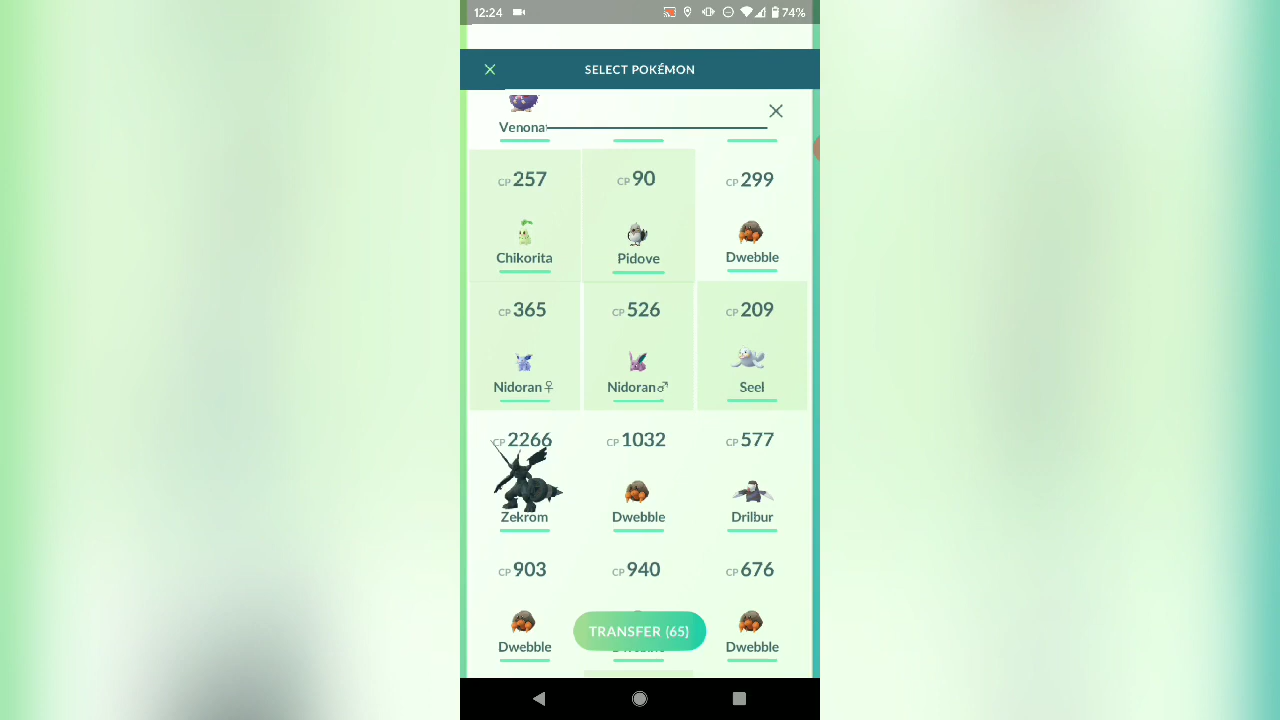 12:24 74%
SELECT POKÉMON
Venona
CP 257 CP 90 CP 299
Chikorita Pidove Dwebble
CP 365 CP 526 CP 209
Nidoran♀ Nidoran♂ Seel
CP 2266 CP 1032 CP 577
Zekrom Dwebble Drilbur
CP 903 CP 940 CP 676
TRANSFER (65)
Dwebble Dwebble